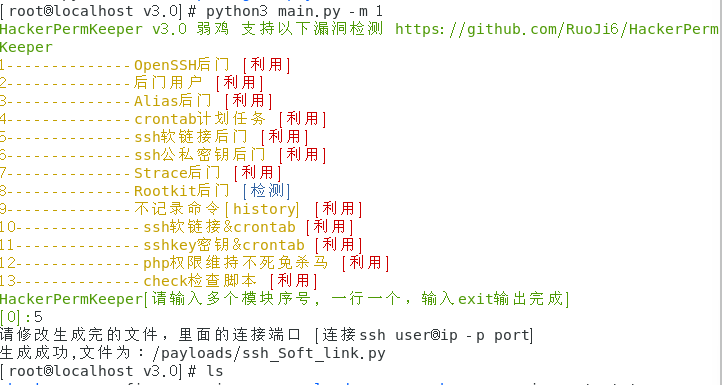 [root@localhost v3.0]# python3 main.py -m 1
HackerPermKeeper v3.0 弱鸡 支持以下漏洞检测 https://github.com/RuoJi6/HackerPerm
Keeper
1--------------OpenSSH后门 [利用]
2--------------后门用户 [利用]
3--------------Alias后门 [利用]
4--------------crontab计划任务 [利用]
5--------------ssh软链接后门 [利用]
6--------------ssh公私密钥后门 [利用]
7--------------Strace后门 [利用]
8--------------Rootkit后门 [检测]
9--------------不记录命令[history] [利用]
10--------------ssh软链接&crontab [利用]
11--------------sshkey密钥&crontab [利用]
12--------------php权限维持不死免杀马 [利用]
13--------------check检查脚本 [利用]
HackerPermKeeper[请输入多个模块序号, 一行一个，输入exit输出完成]
[0]:5
请修改生成完的文件，里面的连接端口 [连接ssh user@ip -p port]
生成成功,文件为：/payloads/ssh_Soft_link.py
[root@localhost v3.0]# ls